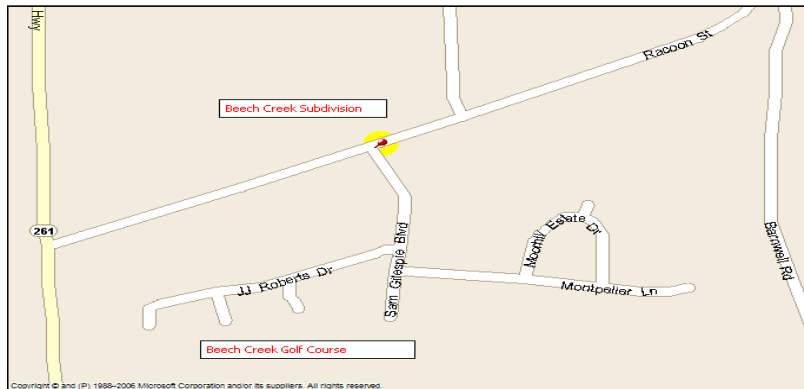 Hwy
Racoon St
Beech Creek Subdivision
261
Sam Gillespie Blvd
Moorhil Estate Dr
Barnwell Rd
JJ Roberts Dr
Montpelier Ln
Beech Creek Golf Course
Copyright © and (P) 1988–2006 Microsoft Corporation and/or its suppliers. All rights reserved.